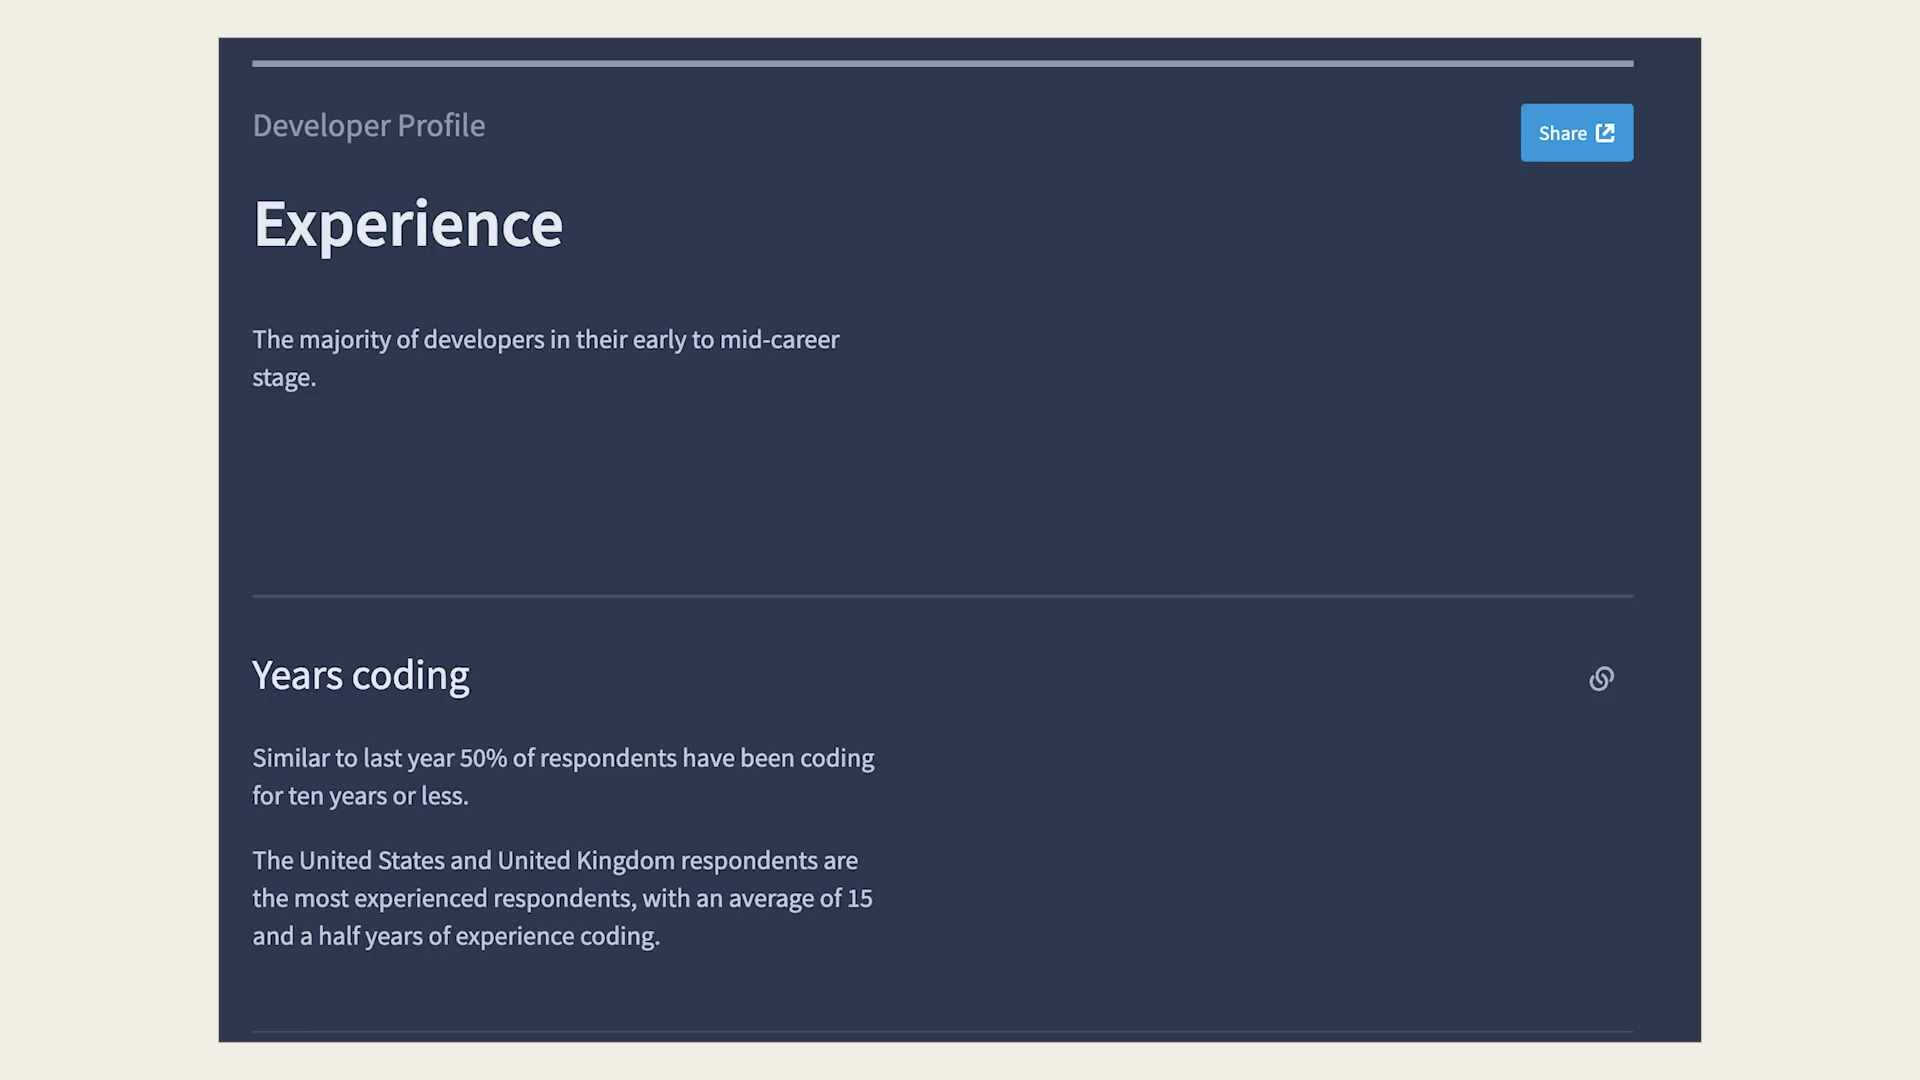 Developer Profile
Share
Experience
The majority of developers in their early to mid-career
stage.
Years coding
Similar to last year 50% of respondents have been coding
for ten years or less.
The United States and United Kingdom respondents are
the most experienced respondents, with an average of 15
and a half years of experience coding.